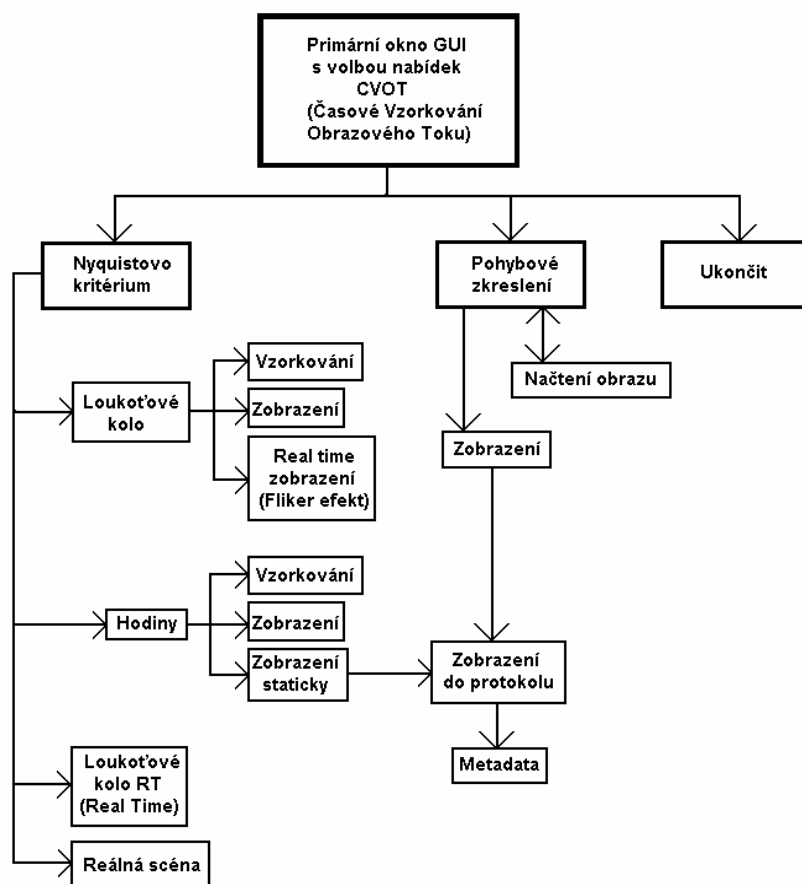 Primární okno GUI
s volbou nabídek
CVOT
(Časové Vzorkování
Obrazového Toku)
Nyquistovo
kritérium
Pohybové
zkreslení
Ukončit
Načtení obrazu
Loukoťové
kolo
Vzorkování
Zobrazení
Real time
zobrazení
(Fliker efekt)
Zobrazení
Hodiny
Vzorkování
Zobrazení
Zobrazení
staticky
Zobrazení
do protokolu
Metadata
Loukoťové
kolo RT
(Real Time)
Reálná scéna